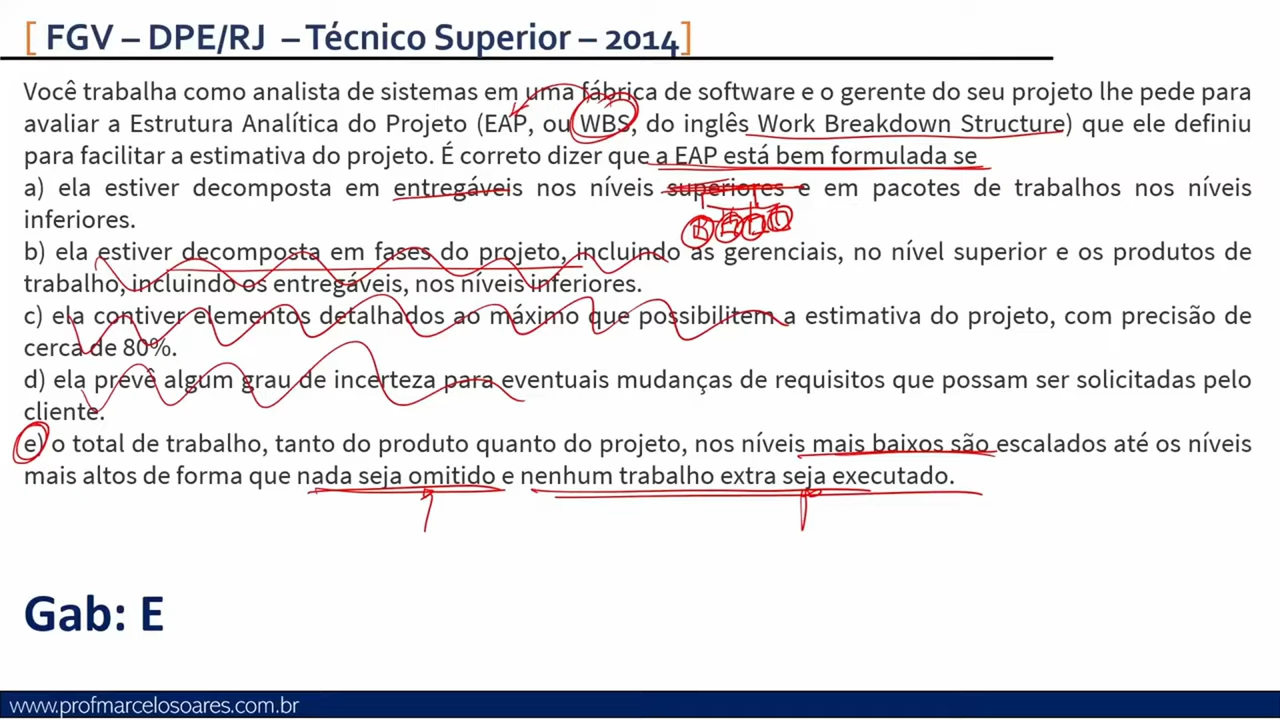 [ FGV – DPE/RJ – Técnico Superior – 2014]
Você trabalha como analista de sistemas em uma fábrica de software e o gerente do seu projeto lhe pede para
avaliar a Estrutura Analítica do Projeto (EAP, ou WBS, do inglês Work Breakdown Structure) que ele definiu
para facilitar a estimativa do projeto. É correto dizer que a EAP está bem formulada se
a) ela estiver decomposta em entregáveis nos níveis superiores e em pacotes de trabalhos nos níveis
inferiores.
b) ela estiver decomposta em fases do projeto, incluindo as gerenciais, no nível superior e os produtos de
trabalho, incluindo os entregáveis, nos níveis inferiores.
c) ela contiver elementos detalhados ao máximo que possibilitem a estimativa do projeto, com precisão de
cerca de 80%.
d) ela prevê algum grau de incerteza para eventuais mudanças de requisitos que possam ser solicitadas pelo
cliente.
e) o total de trabalho, tanto do produto quanto do projeto, nos níveis mais baixos são escalados até os níveis
mais altos de forma que nada seja omitido e nenhum trabalho extra seja executado.
Gab: E
www.profmarcelosoares.com.br